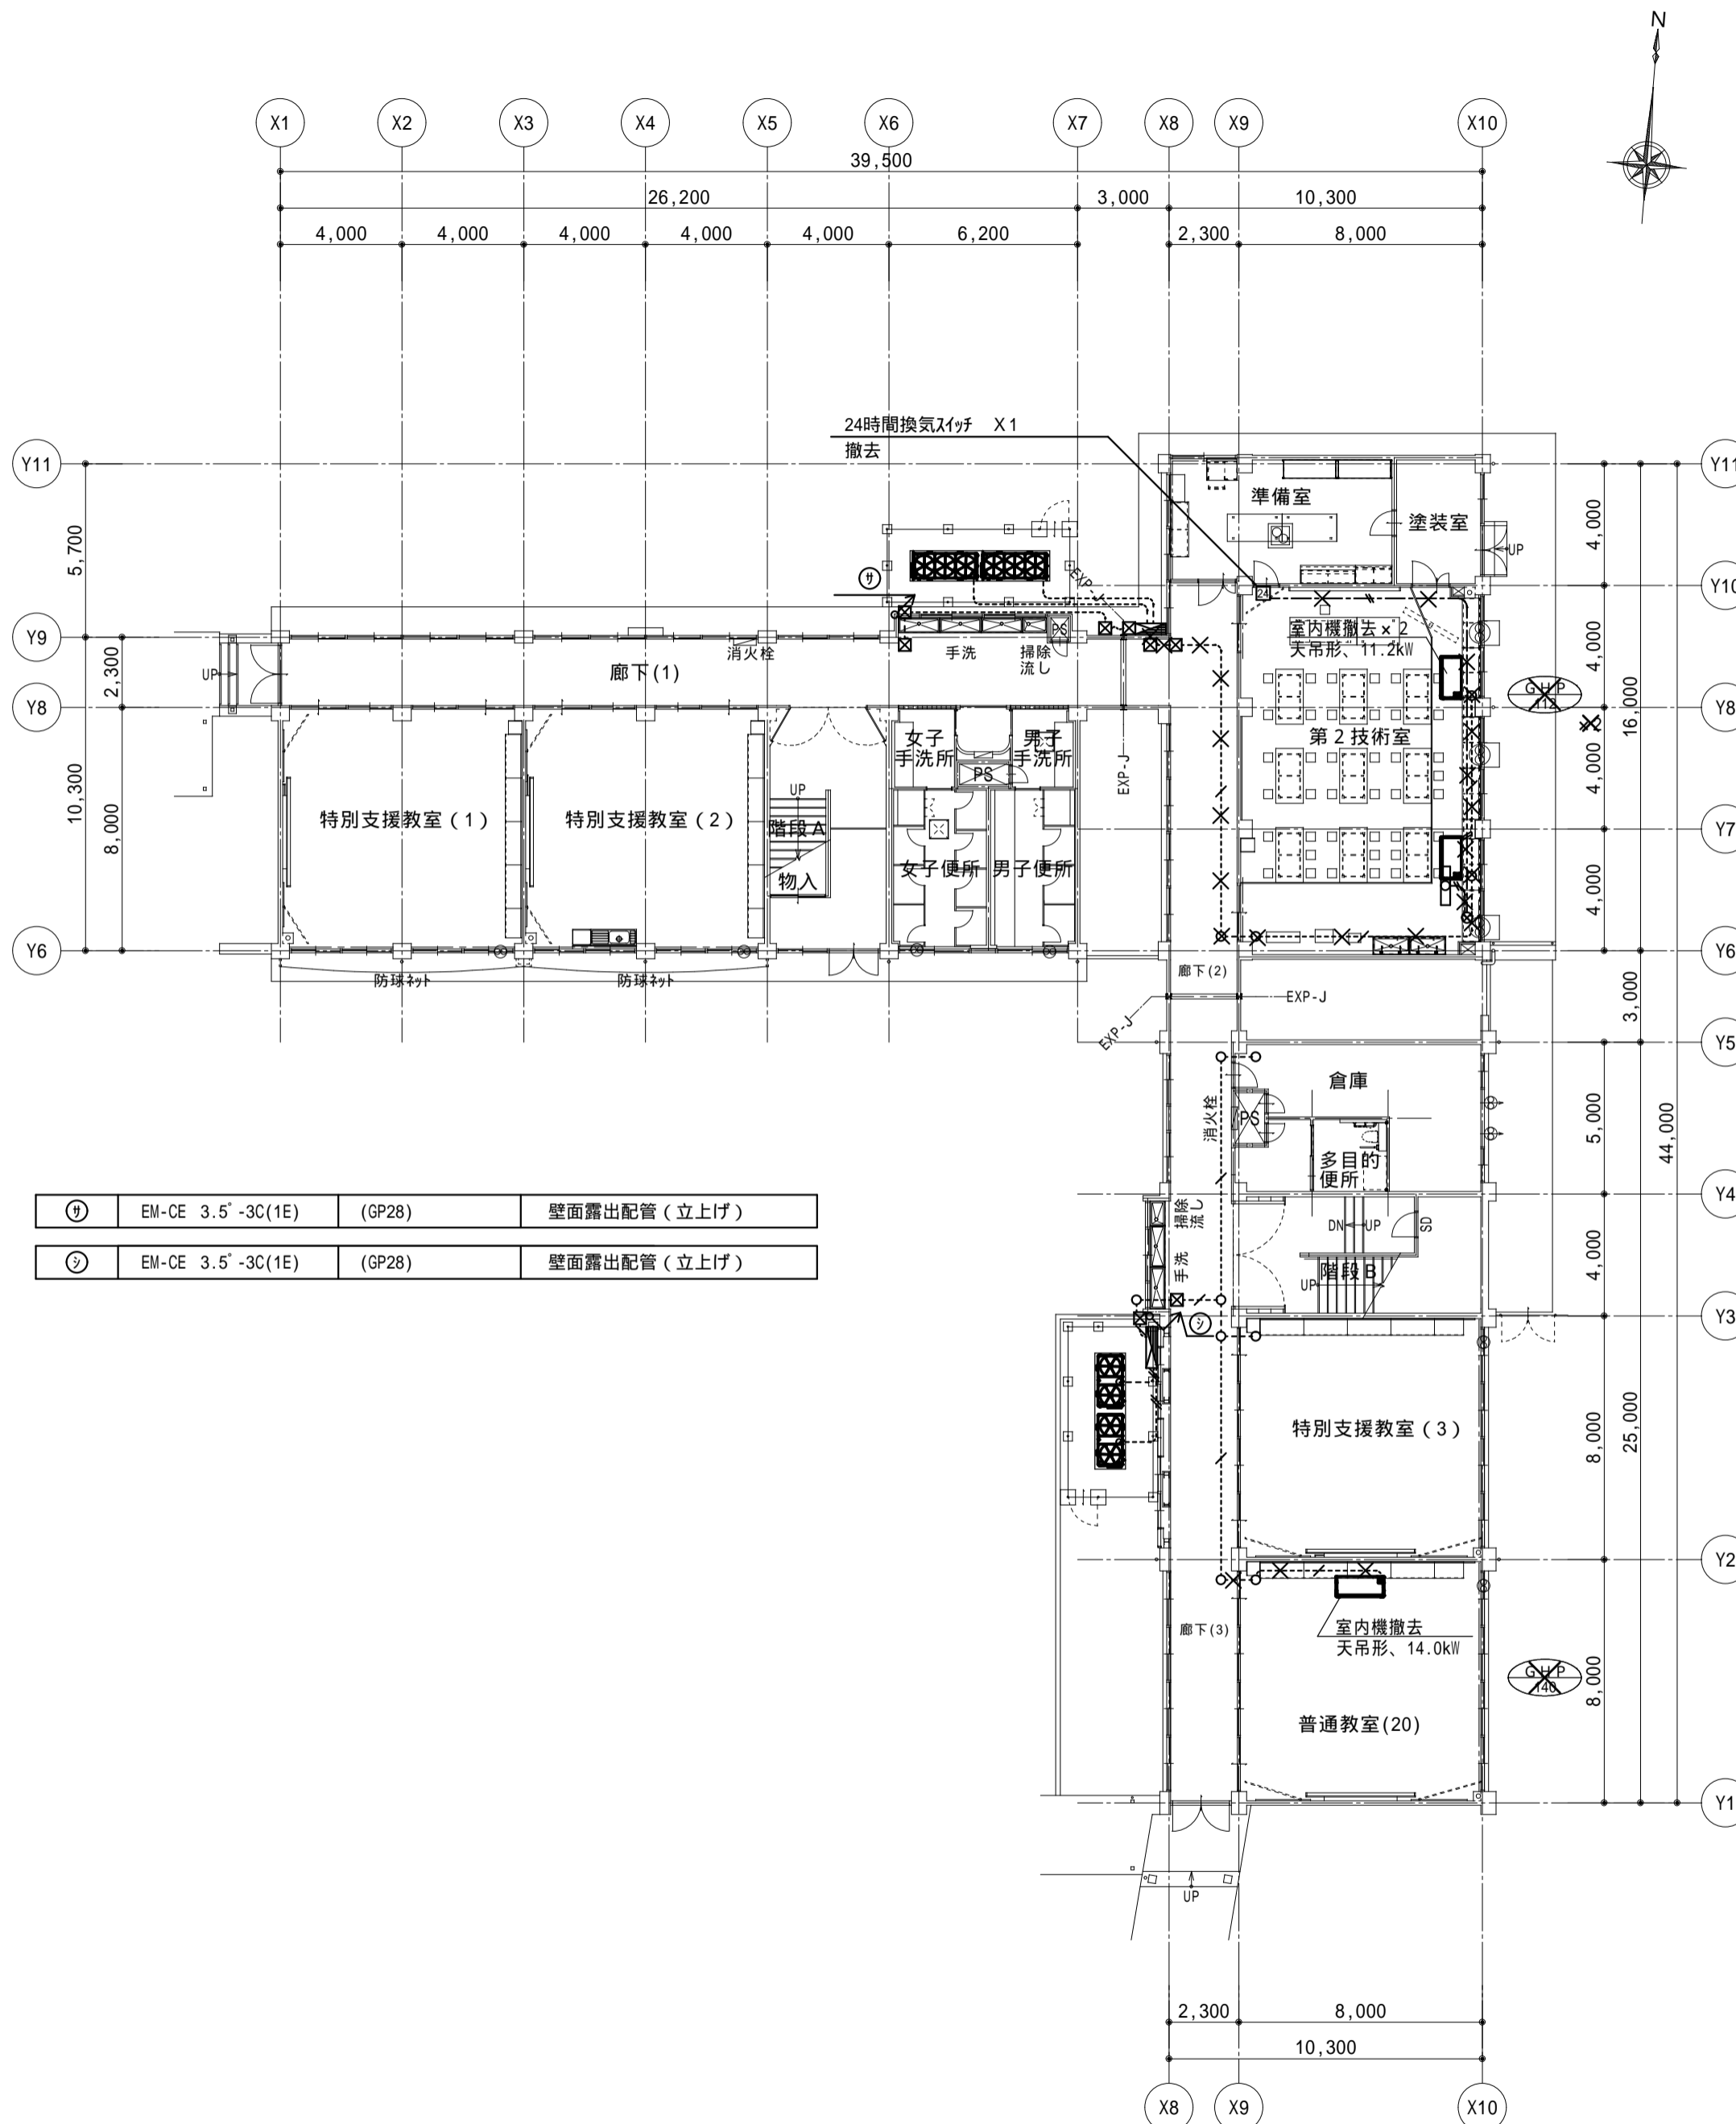 N
X1
X2
X3
X4
X5
X6
X7
X8
X9
X10
39,500
26,200
3,000
10,300
4,000
4,000
4,000
4,000
4,000
6,200
2,300
8,000
24時間換気スイッチ X1
撤去
Y11
Y11
準備室
塗装室
UP
4,000
5,700
サ
EXP-J
Y10
24
室内機撤去×2
天吊形、11.2kW
4,000
16,000
Y9
PS
消火栓
手洗
掃除
流し
2,300
UP
廊下(1)
GHP
112
×2
Y8
Y8
女子
手洗所
男子
手洗所
第2技術室
PS
EXP-J
4,000
10,300
8,000
特別支援教室(1)
特別支援教室(2)
UP
階段A
物入
女子便所
男子便所
Y7
4,000
Y6
Y6
防球ネット
防球ネット
廊下(2)
EXP-J
EXP-J
3,000
Y5
倉庫
消火栓
PS
多目的
便所
5,000
44,000
サ EM-CE 3.5°-3C(1E) (GP28) 壁面露出配管(立上げ)
シ EM-CE 3.5°-3C(1E) (GP28) 壁面露出配管(立上げ)
Y4
掃除
流し
DN
UP
SD
手洗
階段B
UP
4,000
シ
Y3
特別支援教室(3)
8,000
25,000
Y2
室内機撤去
天吊形、14.0kW
廊下(3)
GHP
140
8,000
普通教室(20)
Y1
UP
2,300
8,000
10,300
X8
X9
X10